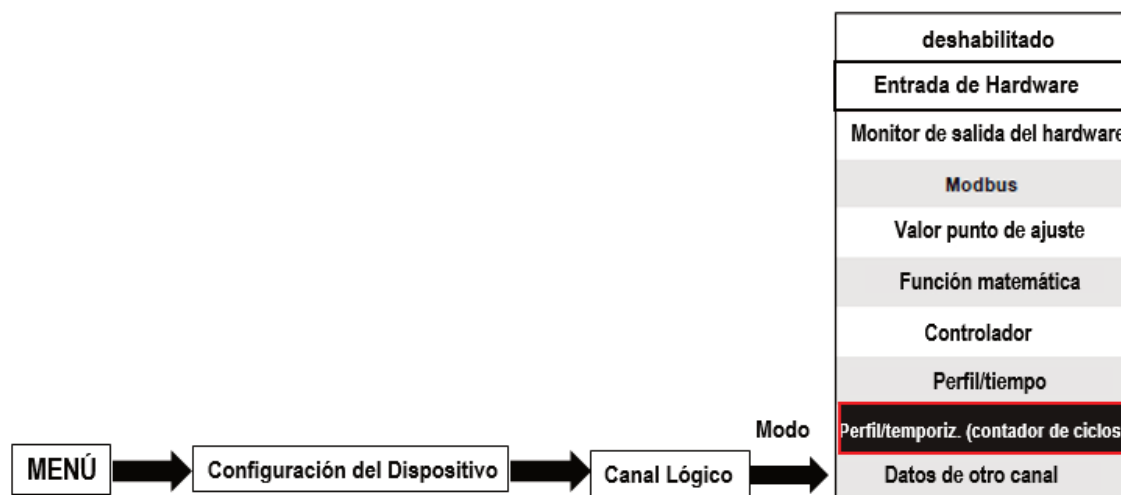 deshabilitado
Entrada de Hardware
Monitor de salida del hardware
Modbus
Valor punto de ajuste
Función matemática
Controlador
Perfil/tiempo
Modo
Perfil/temporiz. (contador de ciclos
Datos de otro canal
MENÚ
Configuración del Dispositivo
Canal Lógico